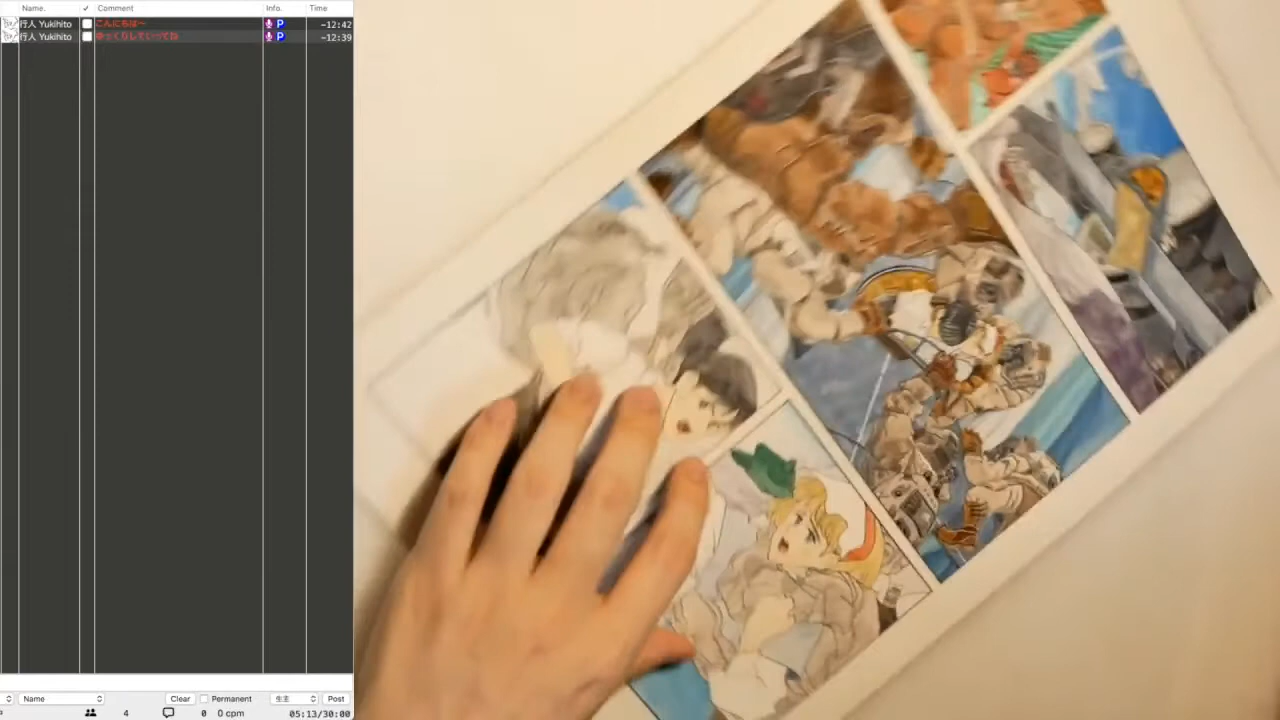 Name. ✓ Comment Info. Time
行人 Yukihito こんにちは〜 P −12:42
行人 Yukihito ゆっくりしていってね P −12:39
Name Clear Permanent 生主 Post
4 0 0 cpm 05:13/30:00